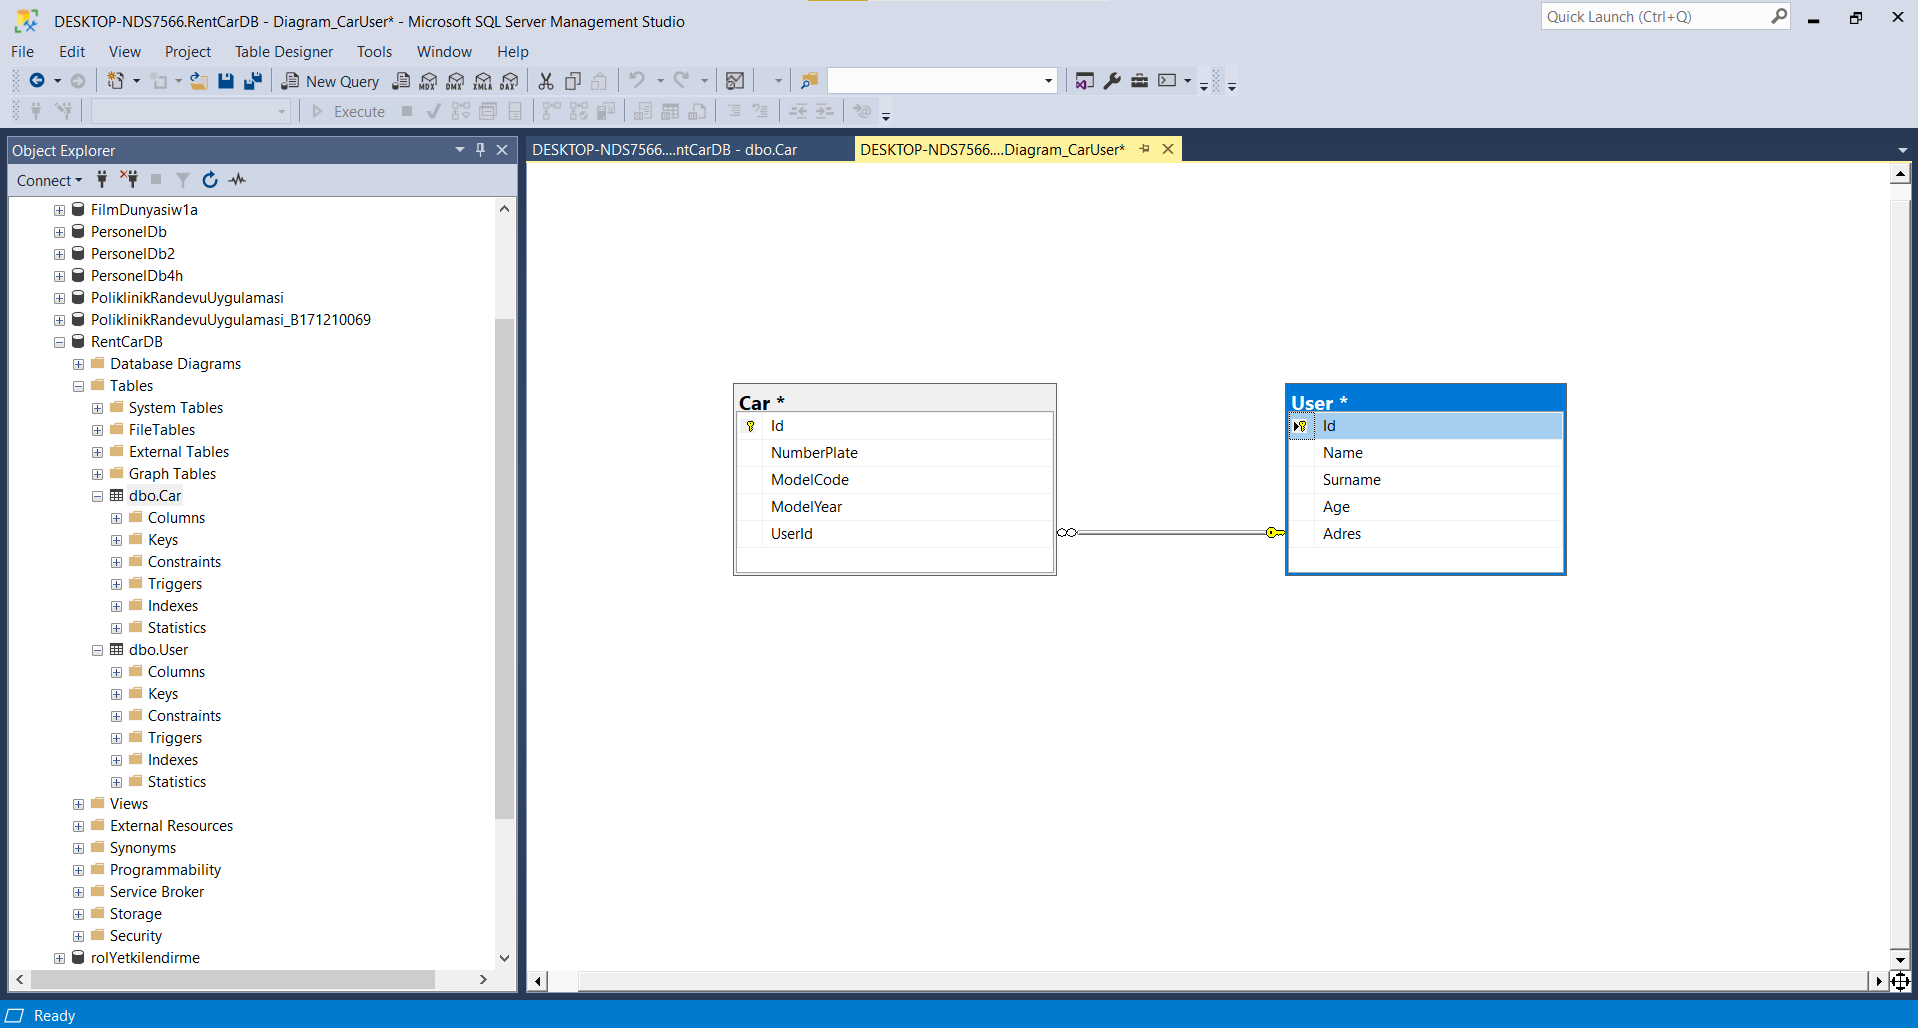 DESKTOP-NDS7566.RentCarDB - Diagram_CarUser* - Microsoft SQL Server Management Studio
Quick Launch (Ctrl+Q)
File Edit View Project Table Designer Tools Window Help
New Query MDX DMX XMLA DAX
Execute
Object Explorer
DESKTOP-NDS7566....ntCarDB - dbo.Car
DESKTOP-NDS7566....Diagram_CarUser*
Connect
FilmDunyasiw1a
PersonelDb
PersonelDb2
PersonelDb4h
PoliklinikRandevuUygulamasi
PoliklinikRandevuUygulamasi_B171210069
RentCarDB
Database Diagrams
Tables
System Tables
FileTables
External Tables
Graph Tables
dbo.Car
Columns
Keys
Constraints
Triggers
Indexes
Statistics
dbo.User
Columns
Keys
Constraints
Triggers
Indexes
Statistics
Views
External Resources
Synonyms
Programmability
Service Broker
Storage
Security
rolYetkilendirme
Car *
Id
NumberPlate
ModelCode
ModelYear
UserId
User *
Id
Name
Surname
Age
Adres
Ready